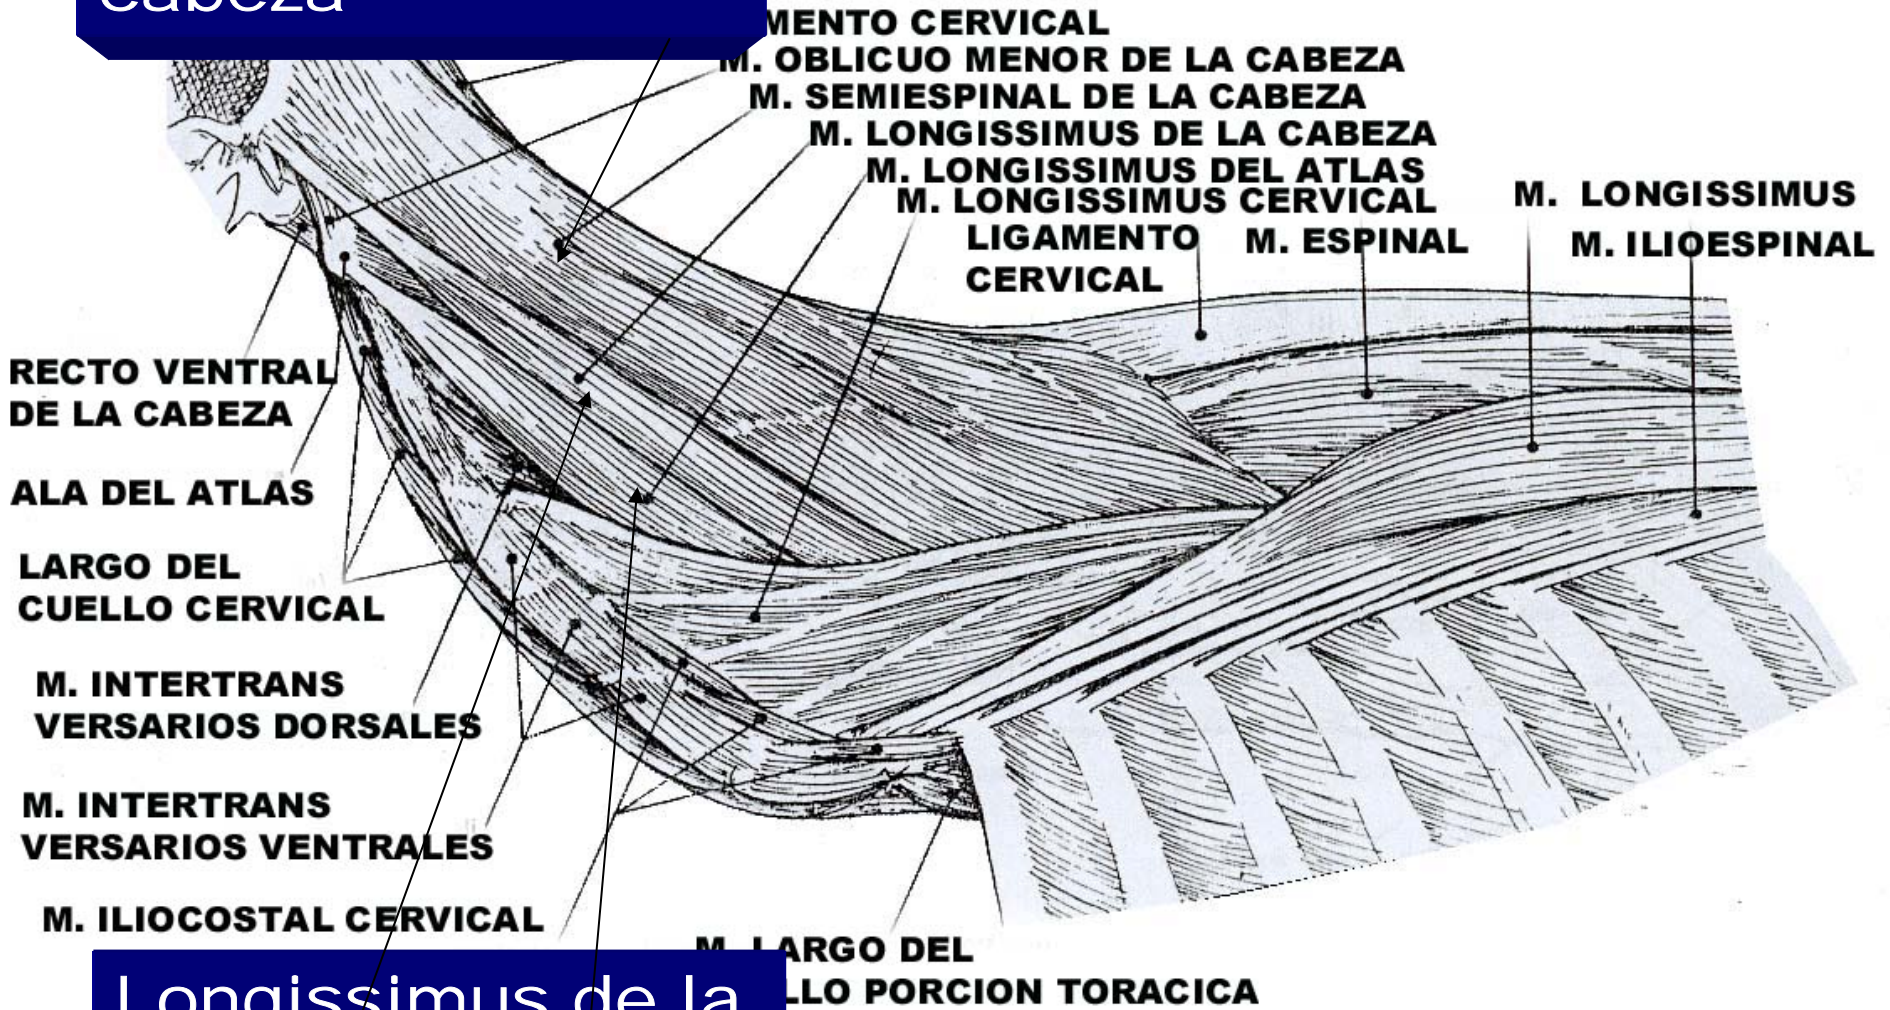 cabeza
MENTO CERVICAL
M. OBLICUO MENOR DE LA CABEZA
M. SEMIESPINAL DE LA CABEZA
M. LONGISSIMUS DE LA CABEZA
M. LONGISSIMUS DEL ATLAS
M. LONGISSIMUS CERVICAL
LIGAMENTO
CERVICAL
M. ESPINAL
M. LONGISSIMUS
M. ILIOESPINAL
RECTO VENTRAL
DE LA CABEZA
ALA DEL ATLAS
LARGO DEL
CUELLO CERVICAL
M. INTERTRANS
VERSARIOS DORSALES
M. INTERTRANS
VERSARIOS VENTRALES
M. ILIOCOSTAL CERVICAL
M. LARGO DEL
LLO PORCION TORACICA
Longissimus de la